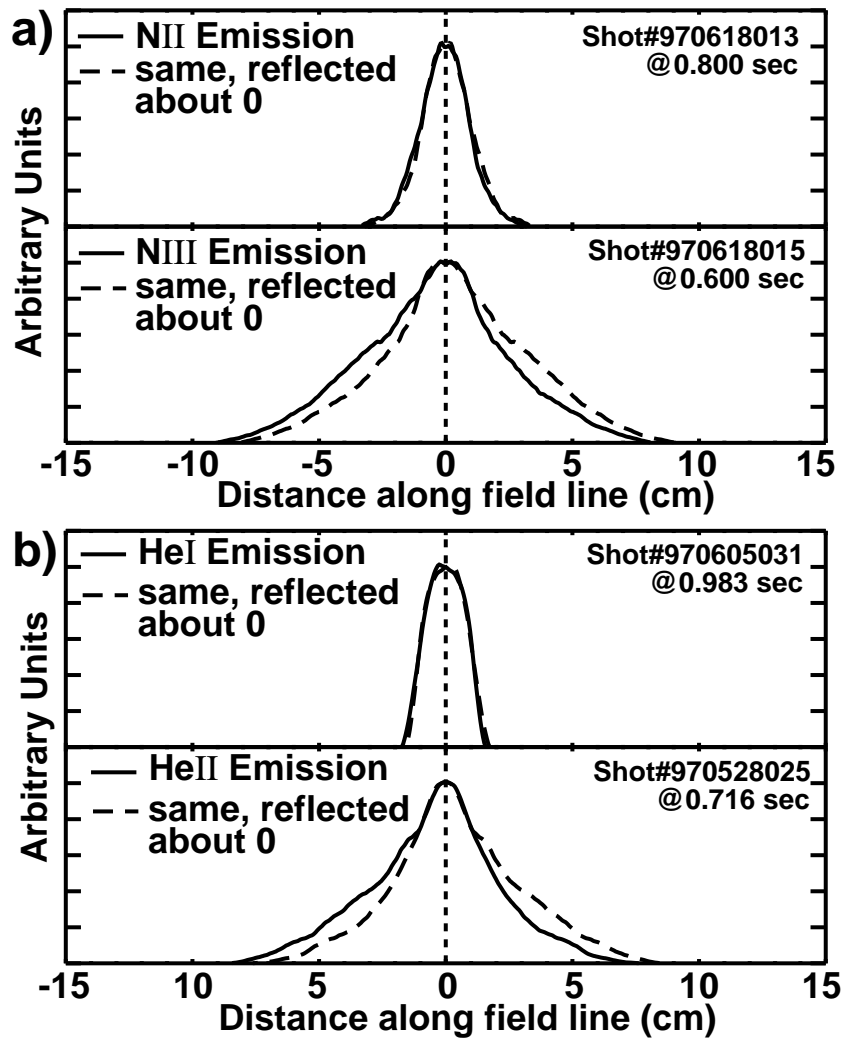 a)
NII Emission
same, reflected
about 0
Shot#970618013
@0.800 sec
NIII Emission
same, reflected
about 0
Shot#970618015
@0.600 sec
Arbitrary Units
-15 -10 -5 0 5 10 15
Distance along field line (cm)
b)
HeI Emission
same, reflected
about 0
Shot#970605031
@0.983 sec
HeII Emission
same, reflected
about 0
Shot#970528025
@0.716 sec
Arbitrary Units
-15 10 5 0 5 10 15
Distance along field line (cm)